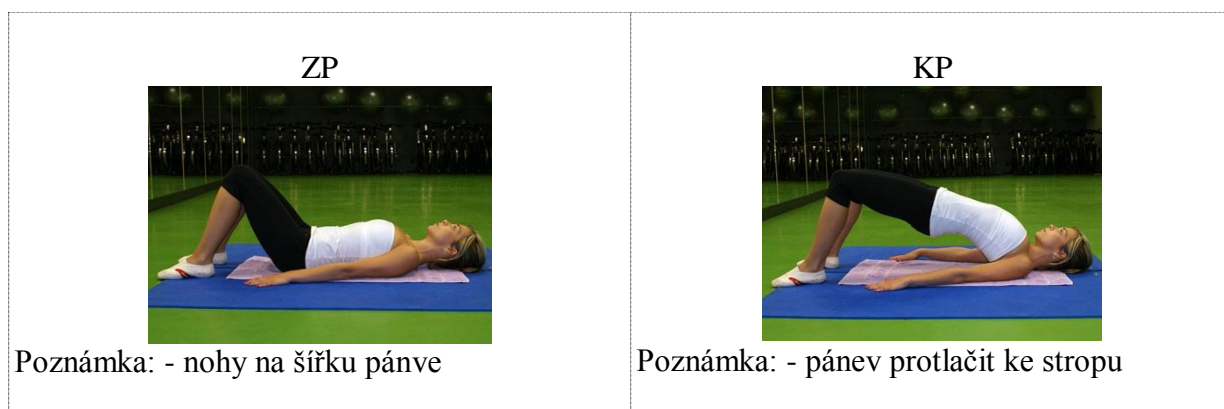 ZP
Poznámka: - nohy na šířku pánve
KP
Poznámka: - pánev protlačit ke stropu